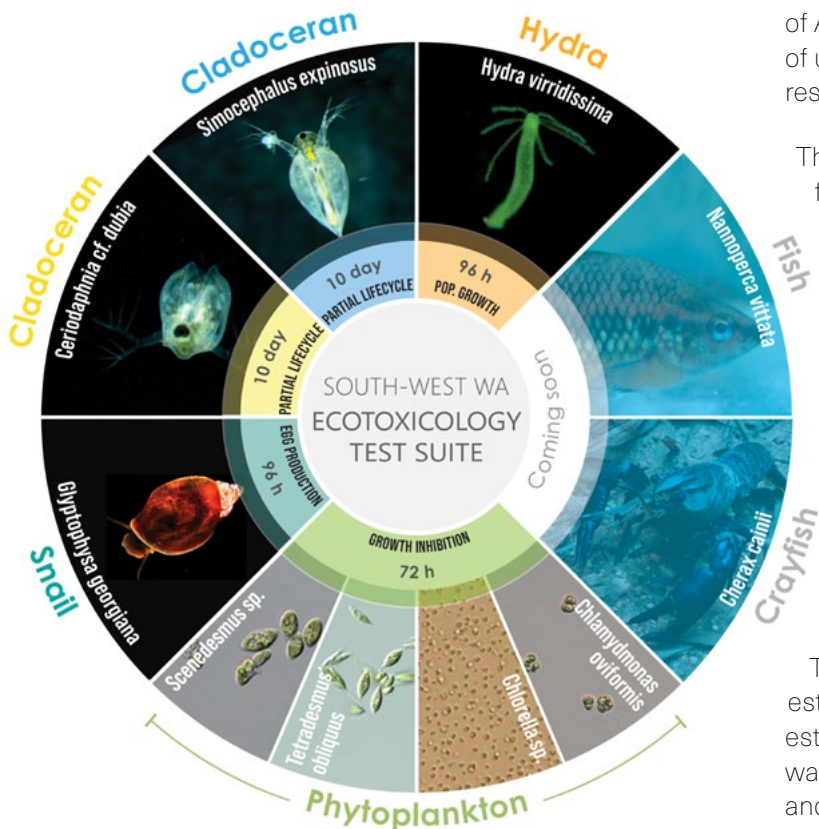 Cladoceran
Hydra
Simocephalus expinosus
Hydra virridissima
Cladoceran
Ceriodaphnia cf. dubia
Nannoperca vittata
Fish
10 day
PARTIAL LIFECYCLE
96 h
POP. GROWTH
10 day
PARTIAL LIFECYCLE
SOUTH-WEST WA
ECOTOXICOLOGY
TEST SUITE
Coming soon
EGG PRODUCTION
96 h
GROWTH INHIBITION
72 h
Glyptophysa georgiana
Snail
Cherax cainii
Crayfish
Scenedesmus sp.
Tetradesmus
obliquus
Chlorella sp.
Chlamydmonas
oviformis
Phytoplankton
of A
of u
res
Th
f
T
est
est
wa
and